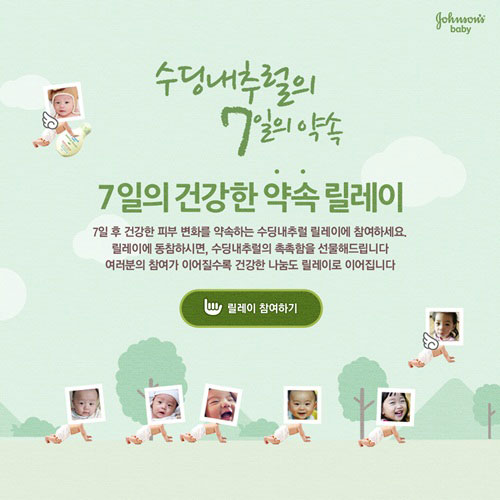 Johnson's
baby
수딩내추럴의
7일의 약속
7일의 건강한 약속 릴레이
7일 후 건강한 피부 변화를 약속하는 수딩내추럴 릴레이에 참여하세요.
릴레이에 동참하시면, 수딩내추럴의 촉촉함을 선물해드립니다
여러분의 참여가 이어질수록 건강한 나눔도 릴레이로 이어집니다
릴레이 참여하기